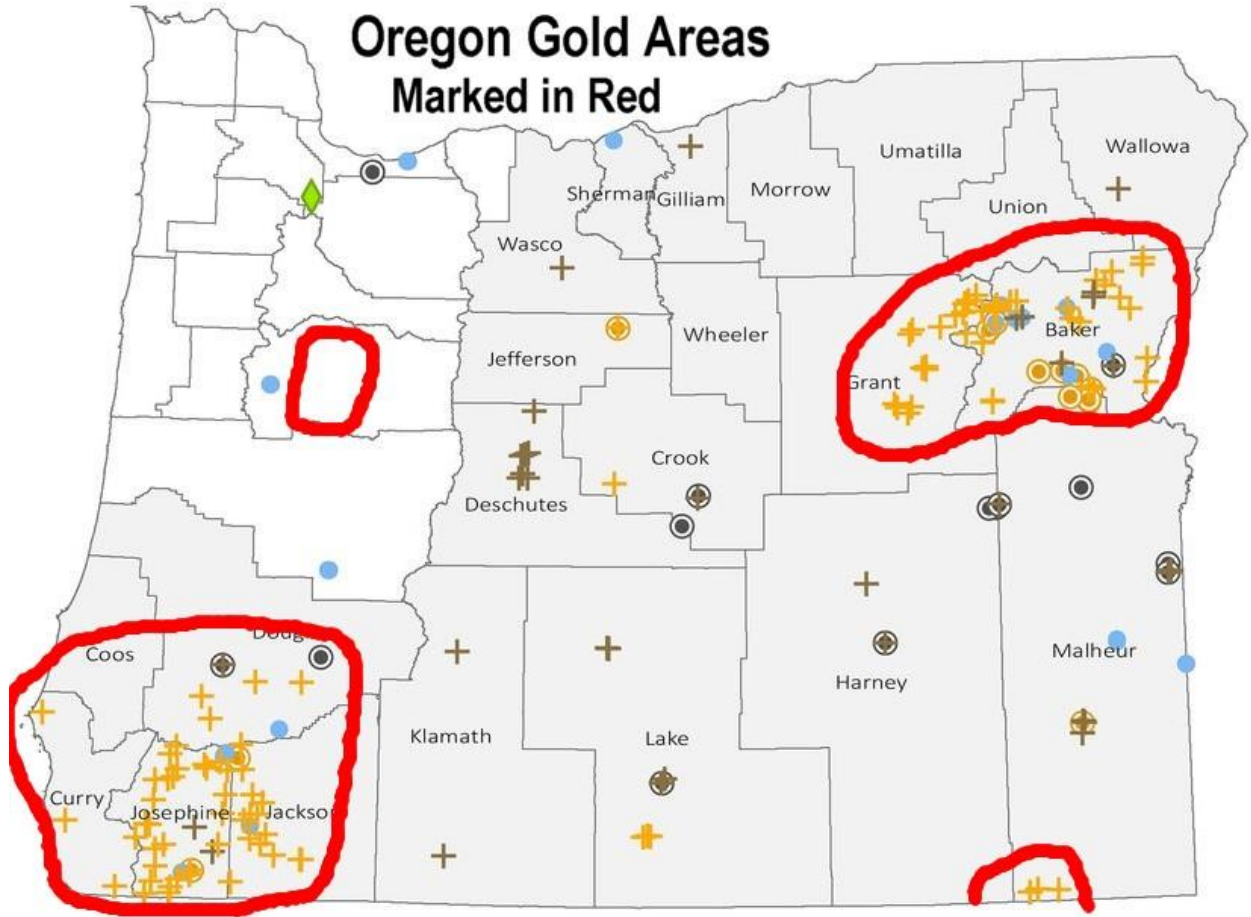 Oregon Gold Areas
Marked in Red
Umatilla
Wallowa
Sherman
Gilliam
Morrow
Union
Wasco
Wheeler
Baker
Jefferson
Grant
Crook
Deschutes
Coos
Doug
Malheur
Harney
Klamath
Lake
Curry
Josephine
Jackson